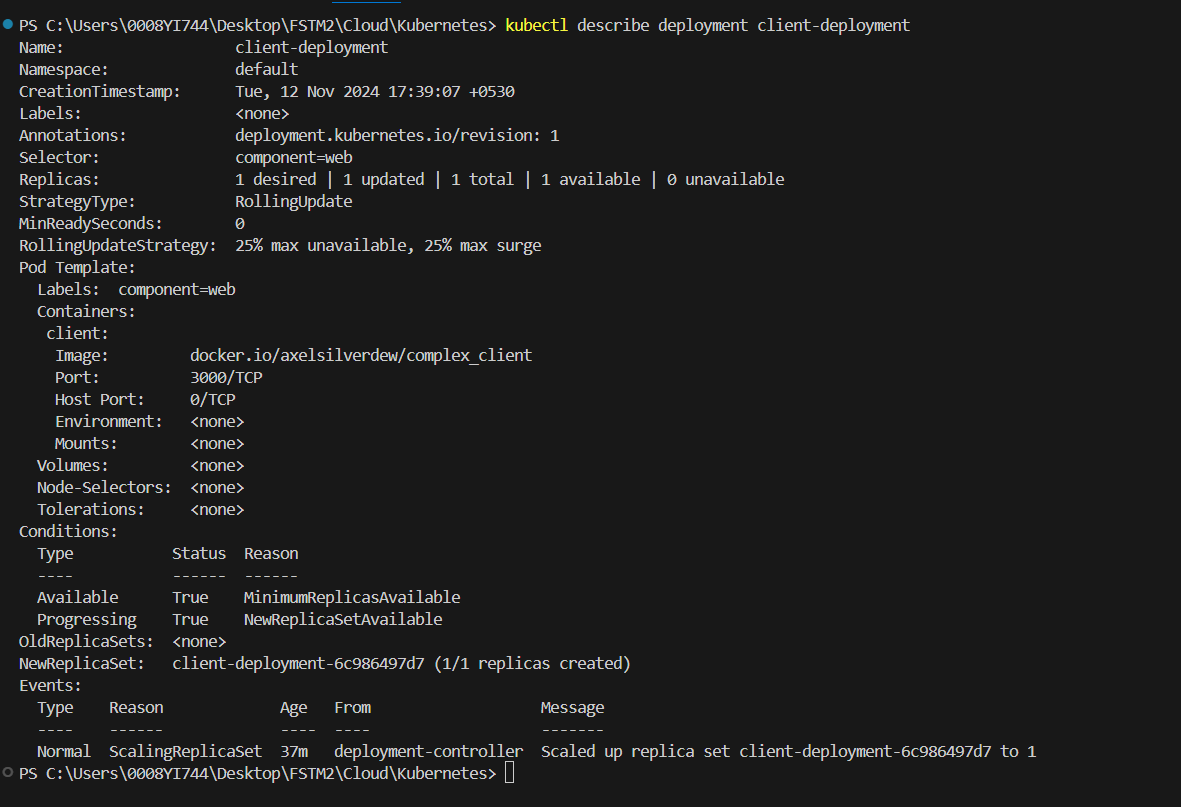 PS C:\Users\0008YI744\Desktop\FSTM2\Cloud\Kubernetes> kubectl describe deployment client-deployment
Name:                   client-deployment
Namespace:              default
CreationTimestamp:      Tue, 12 Nov 2024 17:39:07 +0530
Labels:                 <none>
Annotations:            deployment.kubernetes.io/revision: 1
Selector:               component=web
Replicas:               1 desired | 1 updated | 1 total | 1 available | 0 unavailable
StrategyType:           RollingUpdate
MinReadySeconds:        0
RollingUpdateStrategy:  25% max unavailable, 25% max surge
Pod Template:
  Labels:  component=web
  Containers:
   client:
    Image:         docker.io/axelsilverdew/complex_client
    Port:          3000/TCP
    Host Port:     0/TCP
    Environment:   <none>
    Mounts:        <none>
  Volumes:         <none>
  Node-Selectors:  <none>
  Tolerations:     <none>
Conditions:
  Type           Status  Reason
  ----           ------  ------
  Available      True    MinimumReplicasAvailable
  Progressing    True    NewReplicaSetAvailable
OldReplicaSets:  <none>
NewReplicaSet:   client-deployment-6c986497d7 (1/1 replicas created)
Events:
  Type    Reason             Age   From                   Message
  ----    ------             ----  ----                   -------
  Normal  ScalingReplicaSet  37m   deployment-controller  Scaled up replica set client-deployment-6c986497d7 to 1
PS C:\Users\0008YI744\Desktop\FSTM2\Cloud\Kubernetes>